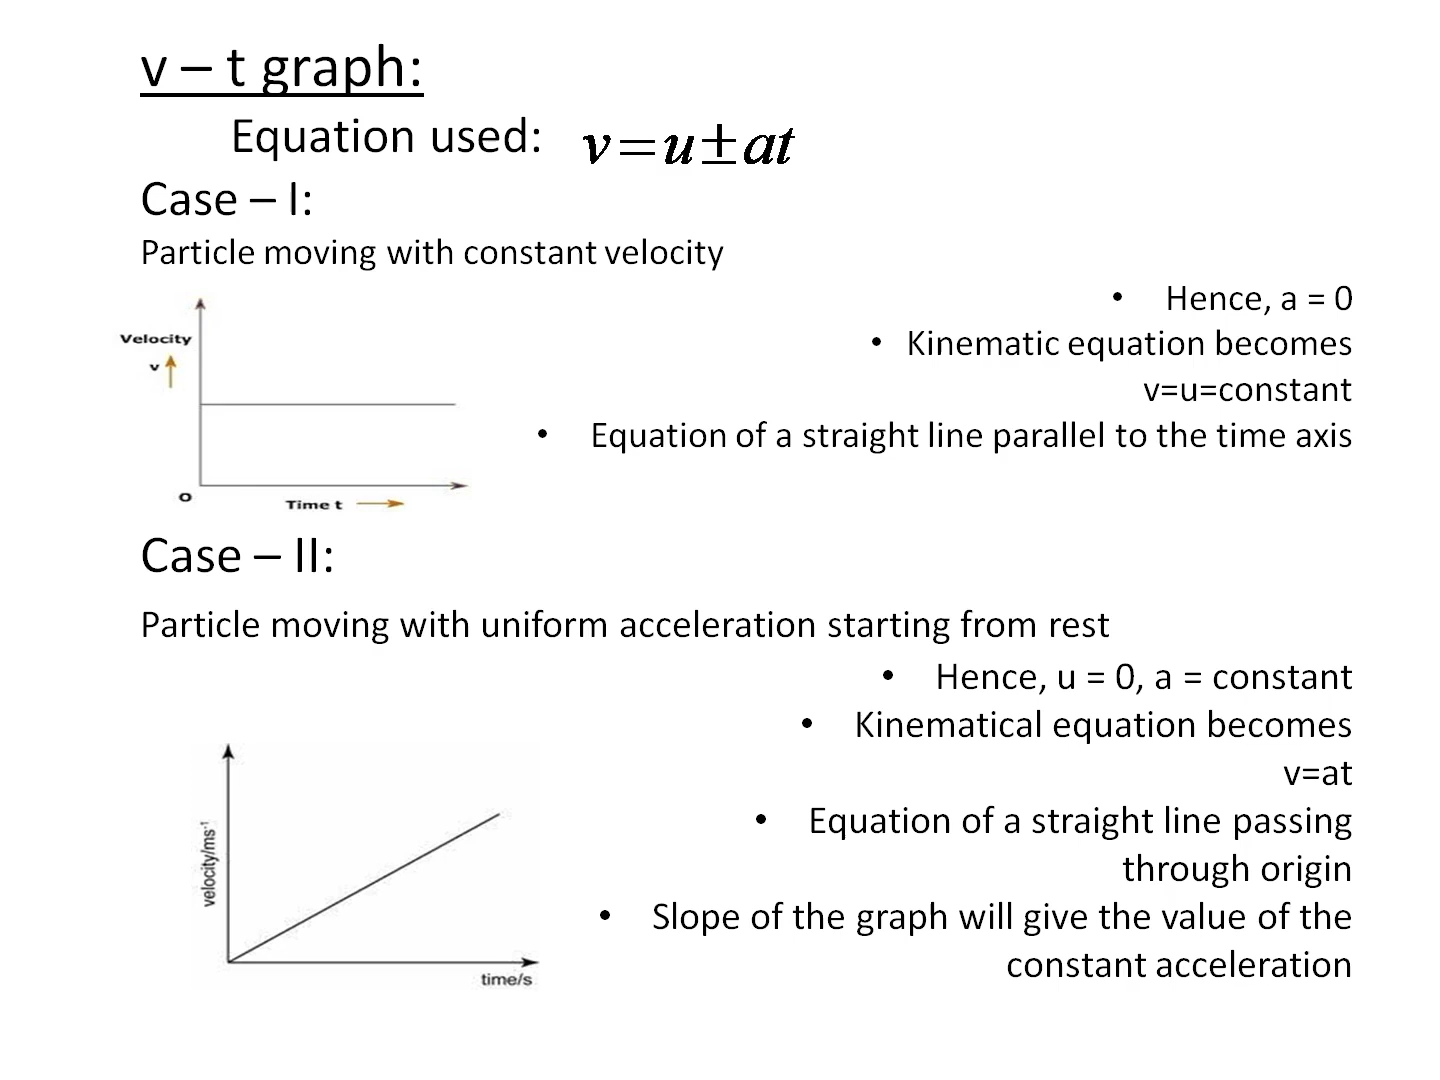 v – t graph:
Equation used: v=u±at
Case – I:
Particle moving with constant velocity
• Hence, a = 0
• Kinematic equation becomes
v=u=constant
• Equation of a straight line parallel to the time axis
Velocity
v
O
Time t
Case – II:
Particle moving with uniform acceleration starting from rest
• Hence, u = 0, a = constant
• Kinematical equation becomes
v=at
• Equation of a straight line passing
through origin
• Slope of the graph will give the value of the
constant acceleration
velocity/ms⁻¹
time/s